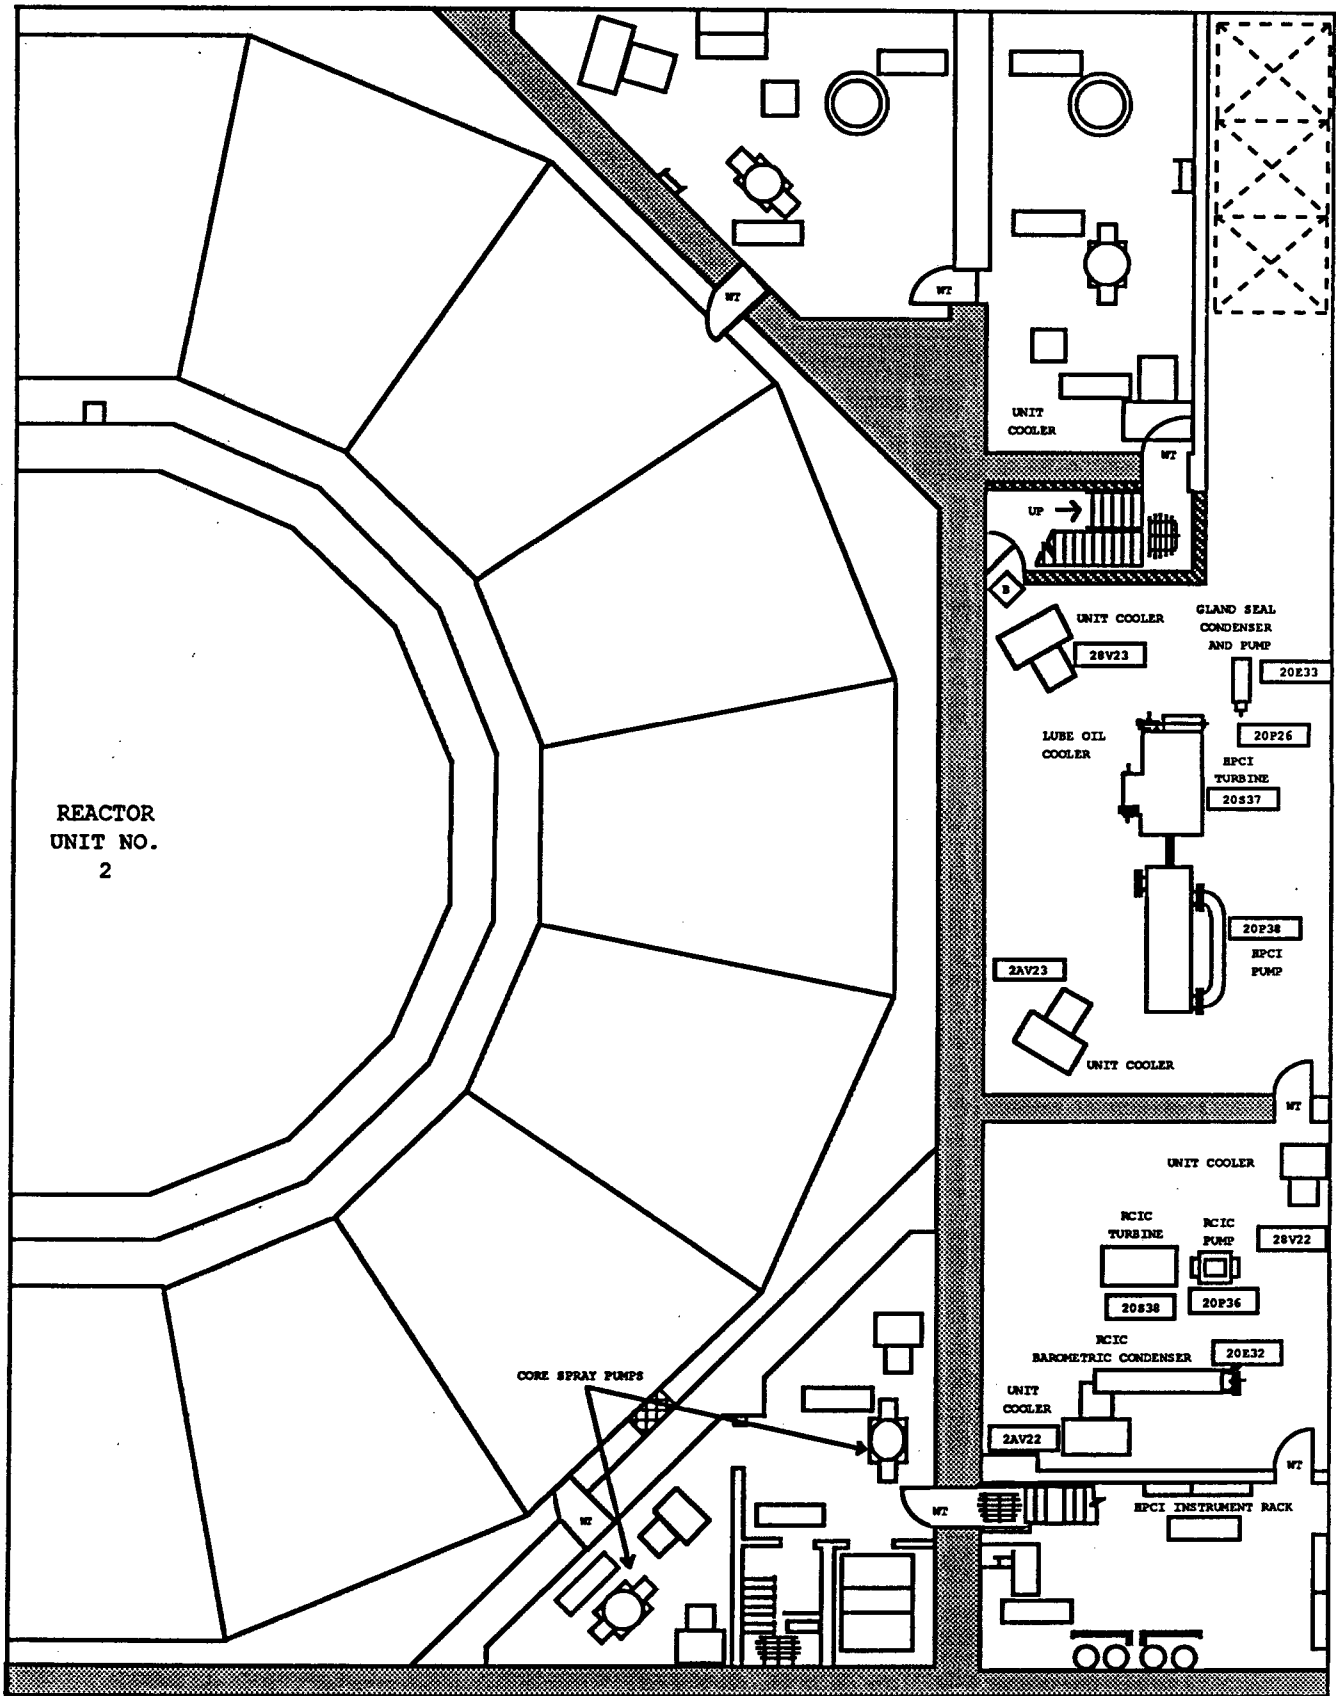 WT
WT
UNIT
COOLER
WT
UP
B
UNIT COOLER
28V23
GLAND SEAL
CONDENSER
AND PUMP
20E33
20P26
LUBE OIL
COOLER
HPCI
TURBINE
20S37
REACTOR
UNIT NO.
2
20P38
HPCI
PUMP
2AV23
UNIT COOLER
WT
UNIT COOLER
RCIC
TURBINE
RCIC
PUMP
28V22
20S38
20P36
RCIC
BAROMETRIC CONDENSER
20E32
CORE SPRAY PUMPS
UNIT
COOLER
2AV22
WT
WT
WT
HPCI INSTRUMENT RACK